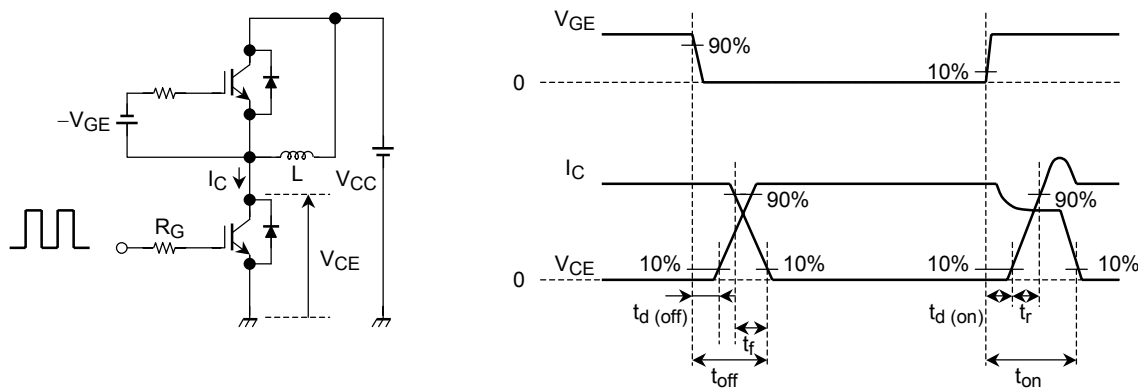 −VGE
IC
L
VCC
RG
VCE
VGE
90%
10%
0
IC
90%
90%
VCE
10%
10%
10%
10%
0
td (off)
td (on)
tr
tf
toff
ton